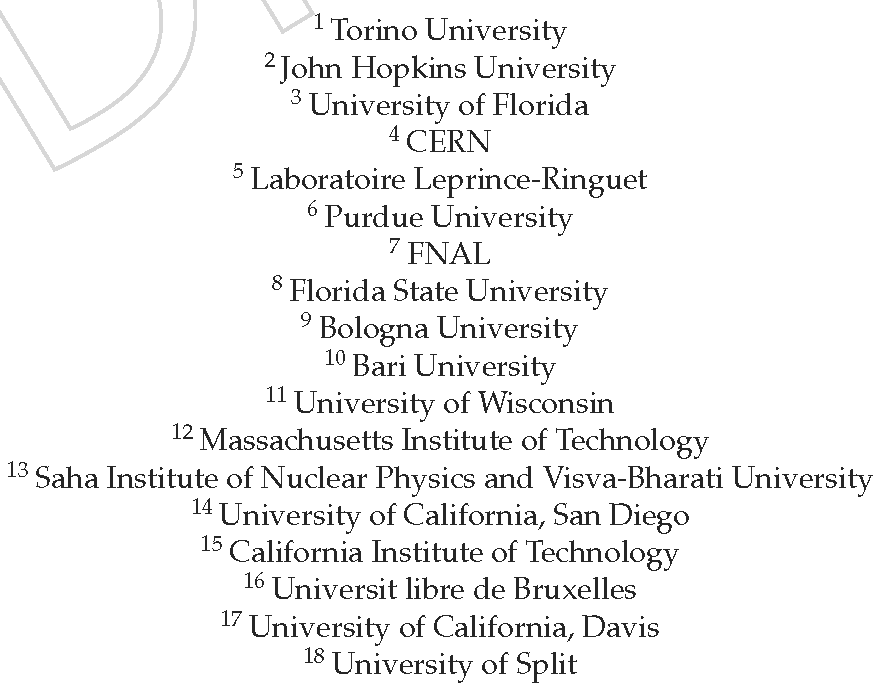 1 Torino University
2 John Hopkins University
3 University of Florida
4 CERN
5 Laboratoire Leprince-Ringuet
6 Purdue University
7 FNAL
8 Florida State University
9 Bologna University
10 Bari University
11 University of Wisconsin
12 Massachusetts Institute of Technology
13 Saha Institute of Nuclear Physics and Visva-Bharati University
14 University of California, San Diego
15 California Institute of Technology
16 Universit libre de Bruxelles
17 University of California, Davis
18 University of Split